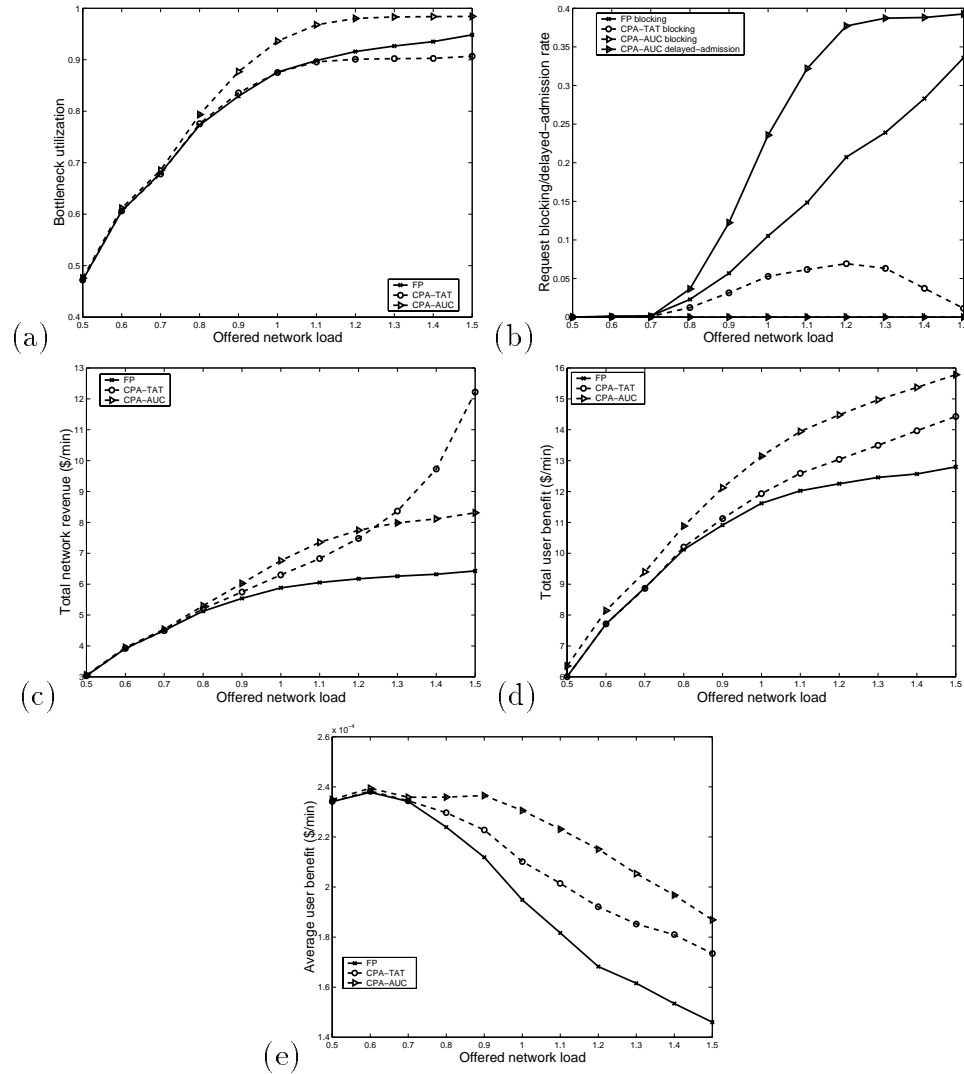 1
0.9
0.8
0.7
0.6
0.5
0.4
Bottleneck utilization
FP
CPA−TAT
CPA−AUC
0.5 0.6 0.7 0.8 0.9 1 1.1 1.2 1.3 1.4 1.5
Offered network load
(a)
0.4
0.35
0.3
0.25
0.2
0.15
0.1
0.05
0
Request blocking/delayed−admission rate
FP blocking
CPA−TAT blocking
CPA−AUC blocking
CPA−AUC delayed−admission
0.5 0.6 0.7 0.8 0.9 1 1.1 1.2 1.3 1.4 1.
Offered network load
(b)
13
12
11
10
9
8
7
6
5
4
3
Total network revenue ($/min)
FP
CPA−TAT
CPA−AUC
0.5 0.6 0.7 0.8 0.9 1 1.1 1.2 1.3 1.4 1.5
Offered network load
(c)
16
15
14
13
12
11
10
9
8
7
6
Total user benefit ($/min)
FP
CPA−TAT
CPA−AUC
0.5 0.6 0.7 0.8 0.9 1 1.1 1.2 1.3 1.4 1.5
Offered network load
(d)
x 10−4
2.6
2.4
2.2
2
1.8
1.6
1.4
Average user benefit ($/min)
FP
CPA−TAT
CPA−AUC
0.5 0.6 0.7 0.8 0.9 1 1.1 1.2 1.3 1.4 1.5
Offered network load
(e)